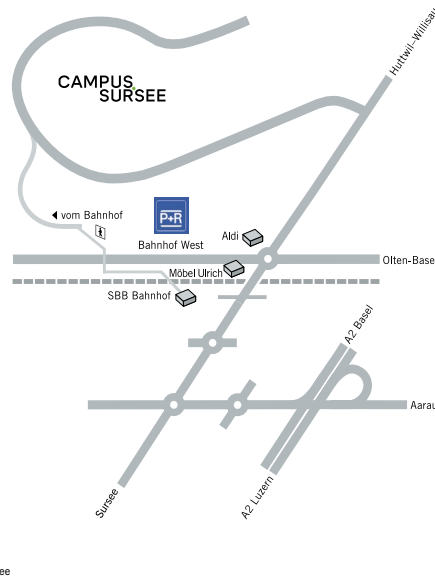 Huttwil–Willisau
CAMPUS
SURSEE
vom Bahnhof
P+R
Bahnhof West
Aldi
Olten-Base
Möbel Ulrich
SBB Bahnhof
A2 Basel
Aarau
Sursee
A2 Luzern
ee